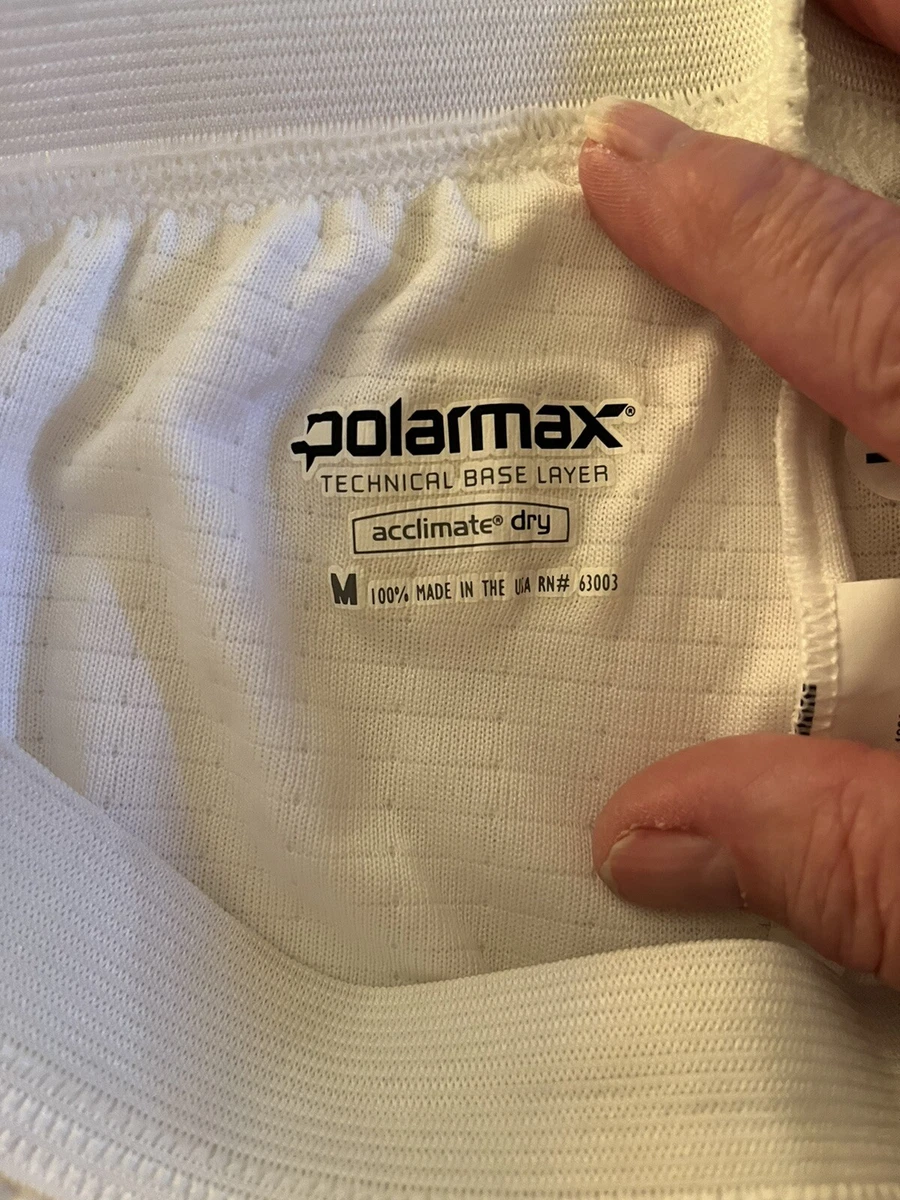 polarmax®
TECHNICAL BASE LAYER
acclimate® dry
M 100% MADE IN THE USA RN# 63003